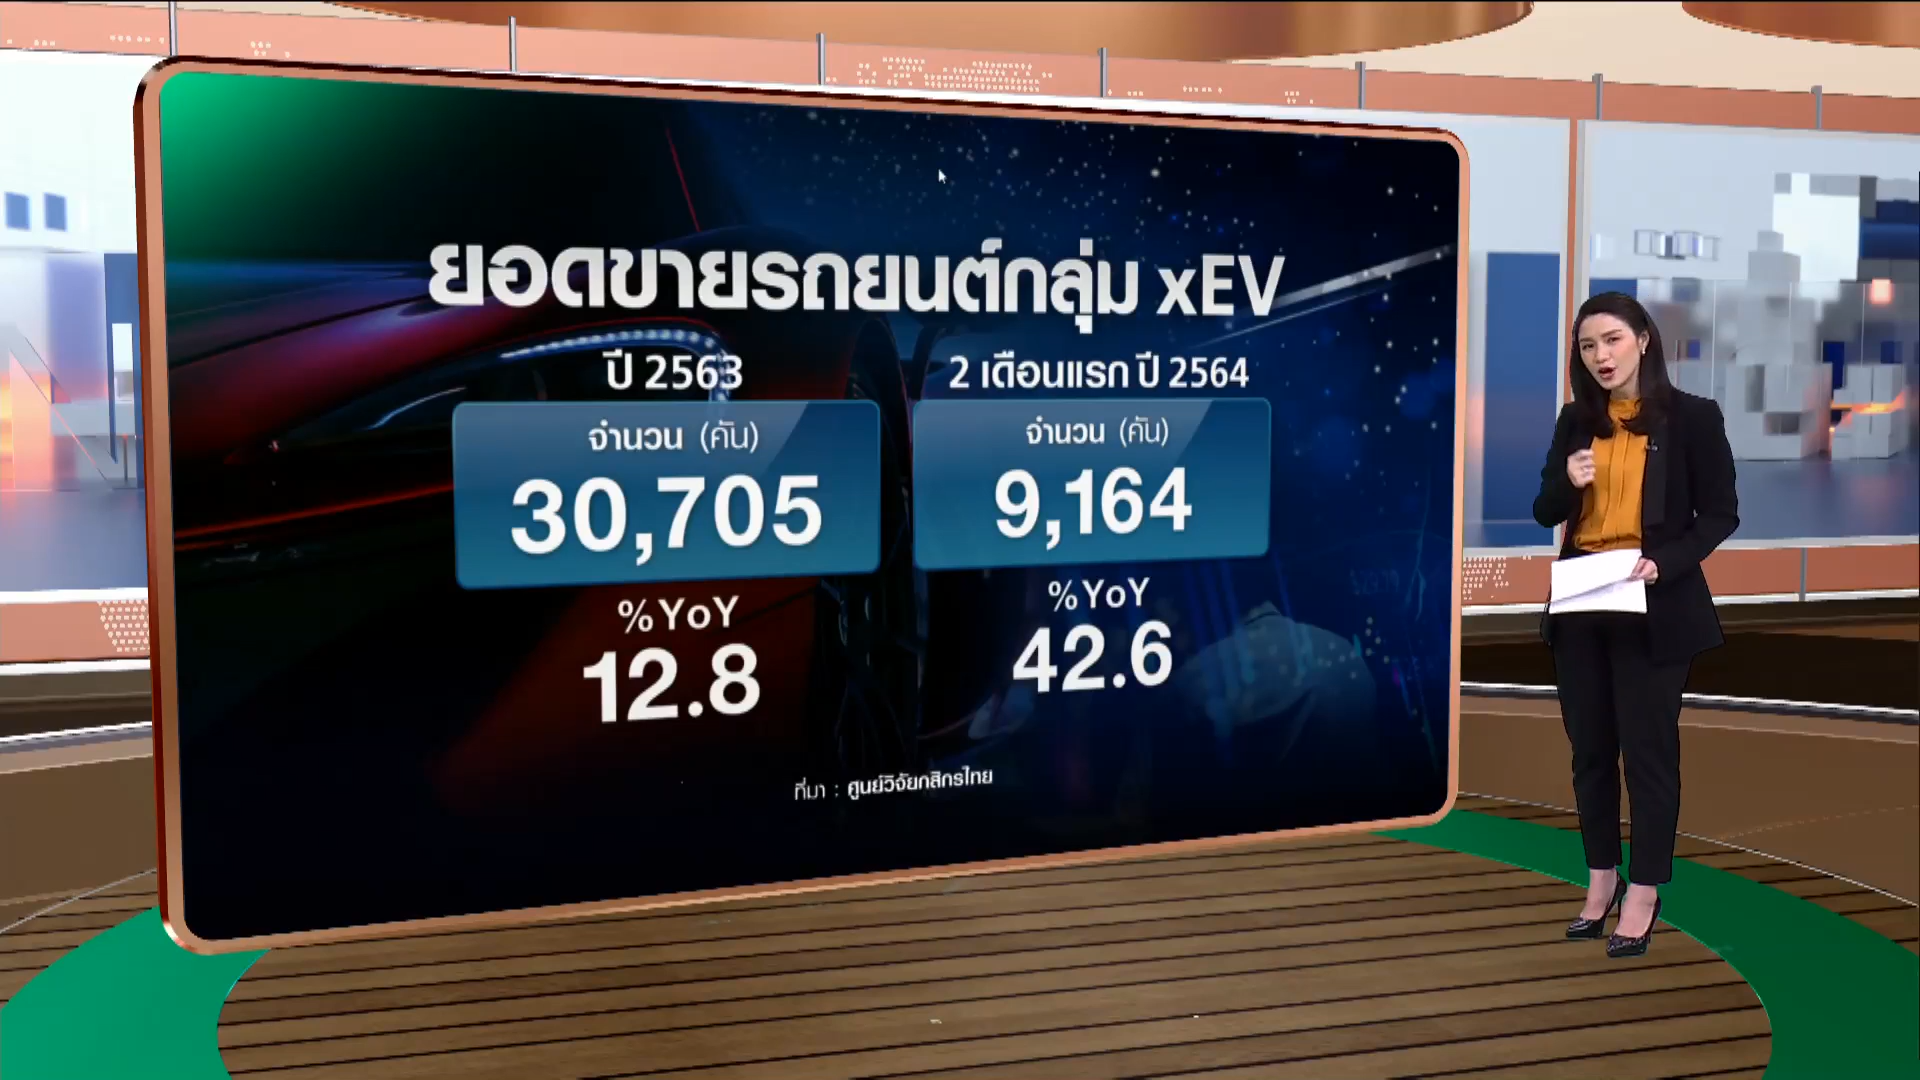 ยอดขายรถยนต์กลุ่ม xEV
ปี 2563
จำนวน (คัน)
30,705
%YoY
12.8
2 เดือนแรก ปี 2564
จำนวน (คัน)
9,164
%YoY
42.6
ที่มา : ศูนย์วิจัยกสิกรไทย